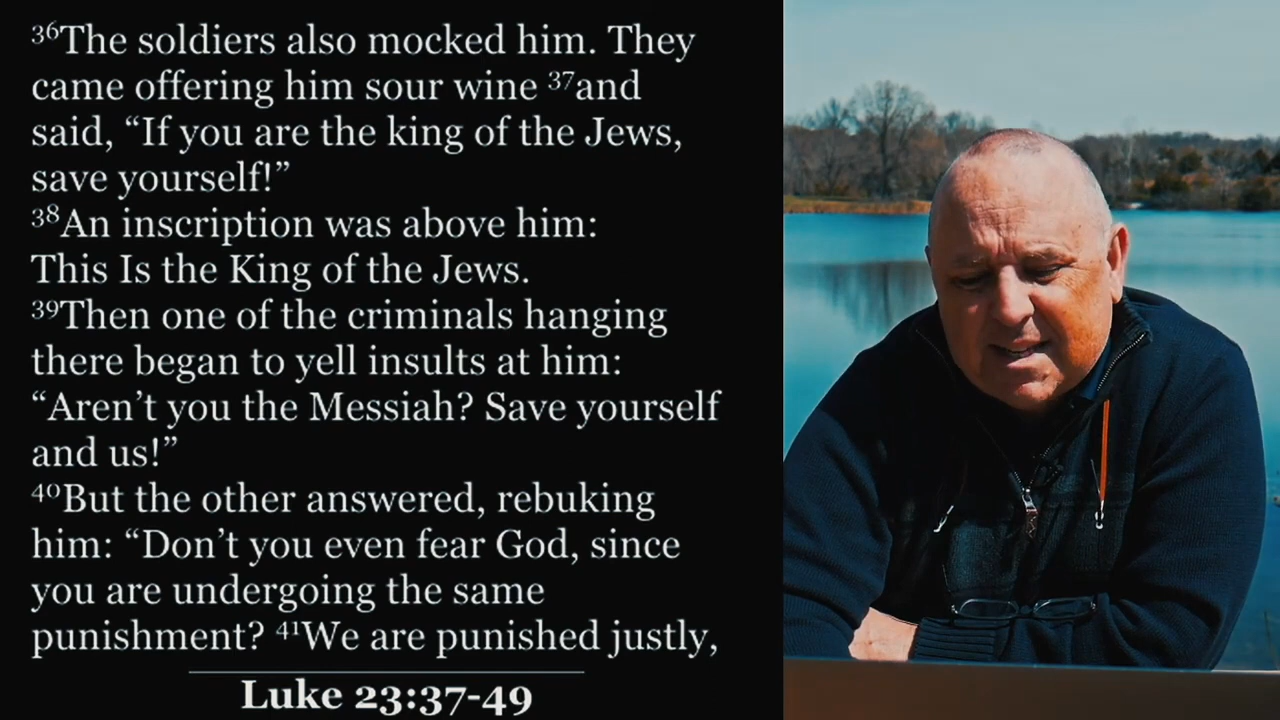 ³⁶The soldiers also mocked him. They
came offering him sour wine ³⁷and
said, “If you are the king of the Jews,
save yourself!”
³⁸An inscription was above him:
This Is the King of the Jews.
³⁹Then one of the criminals hanging
there began to yell insults at him:
“Aren’t you the Messiah? Save yourself
and us!”
⁴⁰But the other answered, rebuking
him: “Don’t you even fear God, since
you are undergoing the same
punishment? ⁴¹We are punished justly,
Luke 23:37-49